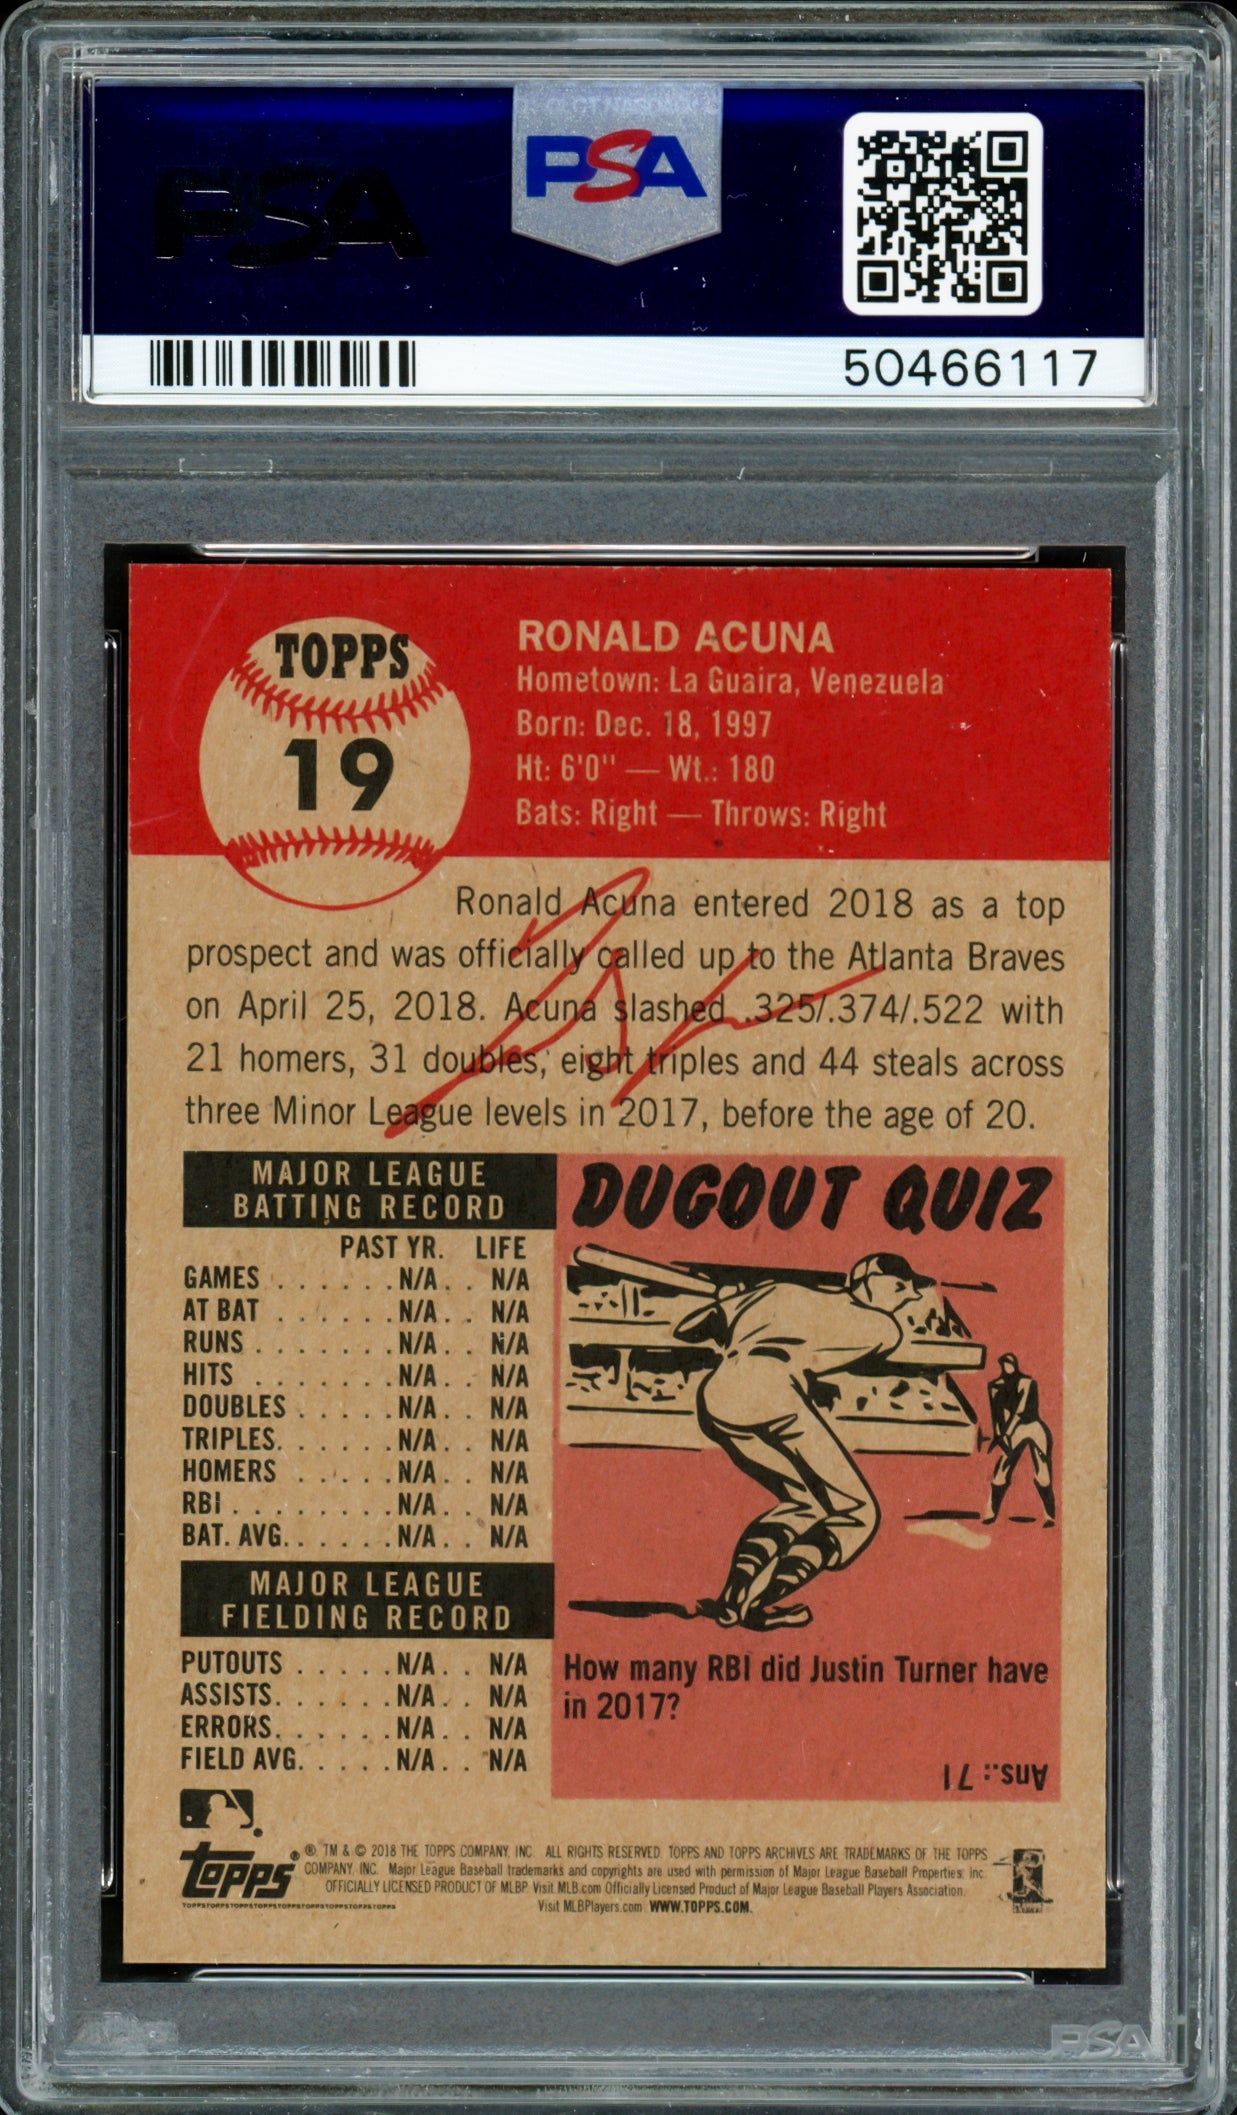 PSA
PSA
50466117
TOPPS
19
RONALD ACUNA
Hometown: La Guaira, Venezuela
Born: Dec. 18, 1997
Ht: 6'0" — Wt.: 180
Bats: Right — Throws: Right
Ronald Acuna entered 2018 as a top
prospect and was officially called up to the Atlanta Braves
on April 25, 2018. Acuna slashed .325/.374/.522 with
21 homers, 31 doubles, eight triples and 44 steals across
three Minor League levels in 2017, before the age of 20.
MAJOR LEAGUE
BATTING RECORD
PAST YR. LIFE
GAMES . . . . . . N/A . . N/A
AT BAT . . . . . . N/A . . N/A
RUNS . . . . . . . N/A . . N/A
HITS . . . . . . . N/A . . N/A
DOUBLES . . . . . N/A . . N/A
TRIPLES. . . . . . N/A . . N/A
HOMERS . . . . . N/A . . N/A
RBI . . . . . . . . N/A . . N/A
BAT. AVG. . . . . . N/A . . N/A
MAJOR LEAGUE
FIELDING RECORD
PUTOUTS . . . . . N/A . . N/A
ASSISTS. . . . . . N/A . . N/A
ERRORS. . . . . . N/A . . N/A
FIELD AVG. . . . . N/A . . N/A
DUGOUT QUIZ
How many RBI did Justin Turner have
in 2017?
Ans.: 71
topps®
TOPPSTOPPSTOPPSTOPPSTOPPSTOPPSTOPPSTOPPSTOPPS
®, TM & © 2018 THE TOPPS COMPANY, INC. ALL RIGHTS RESERVED. TOPPS AND TOPPS ARCHIVES ARE TRADEMARKS OF THE TOPPS
COMPANY, INC. Major League Baseball trademarks and copyrights are used with permission of Major League Baseball Properties, Inc.
OFFICIALLY LICENSED PRODUCT OF MLBP. Visit MLB.com Officially Licensed Product of Major League Baseball Players Association.
Visit MLBPlayers.com WWW.TOPPS.COM.
PSA